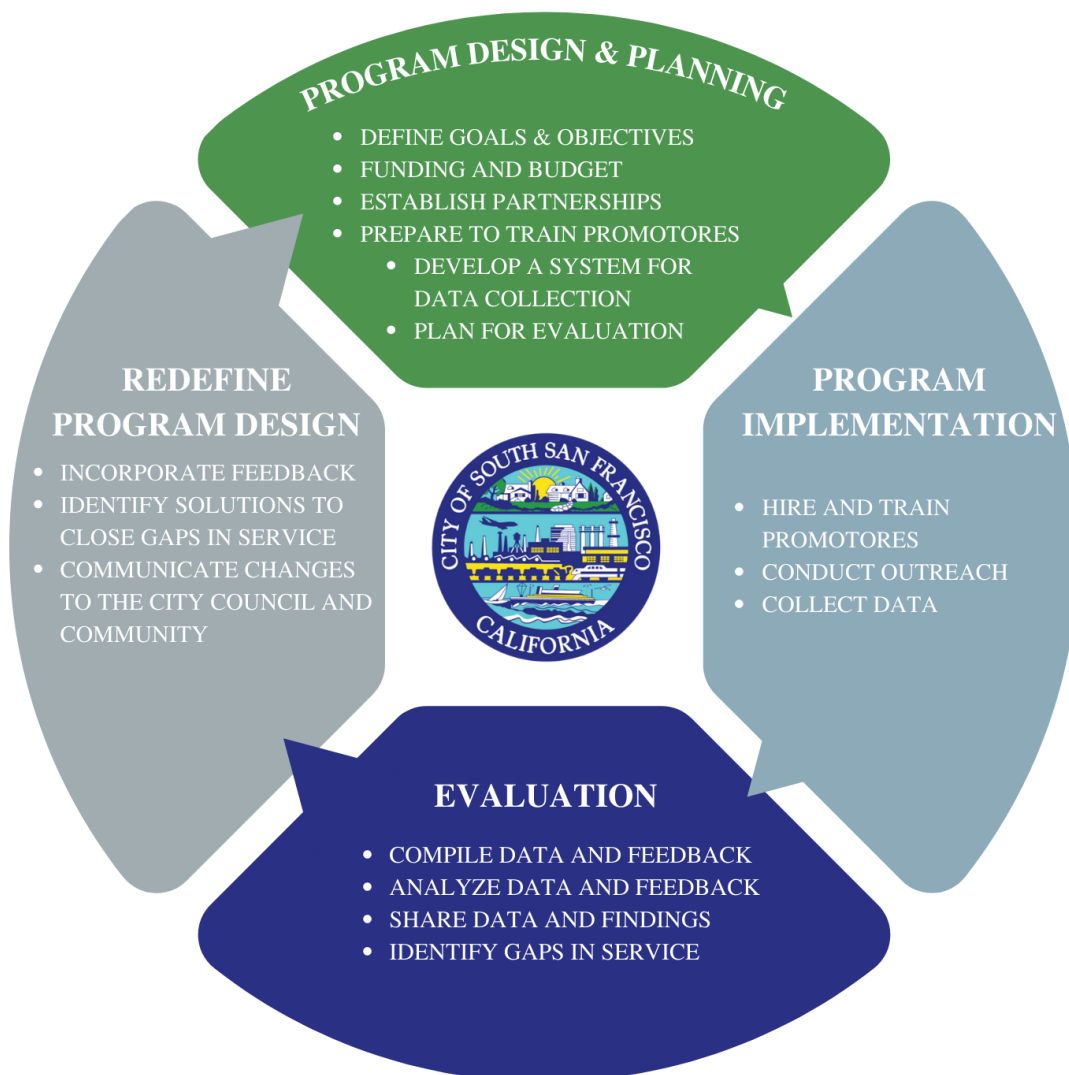 PROGRAM DESIGN & PLANNING
• DEFINE GOALS & OBJECTIVES
• FUNDING AND BUDGET
• ESTABLISH PARTNERSHIPS
• PREPARE TO TRAIN PROMOTORES
• DEVELOP A SYSTEM FOR
DATA COLLECTION
• PLAN FOR EVALUATION
PROGRAM
IMPLEMENTATION
• HIRE AND TRAIN
PROMOTORES
• CONDUCT OUTREACH
• COLLECT DATA
EVALUATION
• COMPILE DATA AND FEEDBACK
• ANALYZE DATA AND FEEDBACK
• SHARE DATA AND FINDINGS
• IDENTIFY GAPS IN SERVICE
REDEFINE
PROGRAM DESIGN
• INCORPORATE FEEDBACK
• IDENTIFY SOLUTIONS TO
CLOSE GAPS IN SERVICE
• COMMUNICATE CHANGES
TO THE CITY COUNCIL AND
COMMUNITY
CITY OF SOUTH SAN FRANCISCO
CALIFORNIA